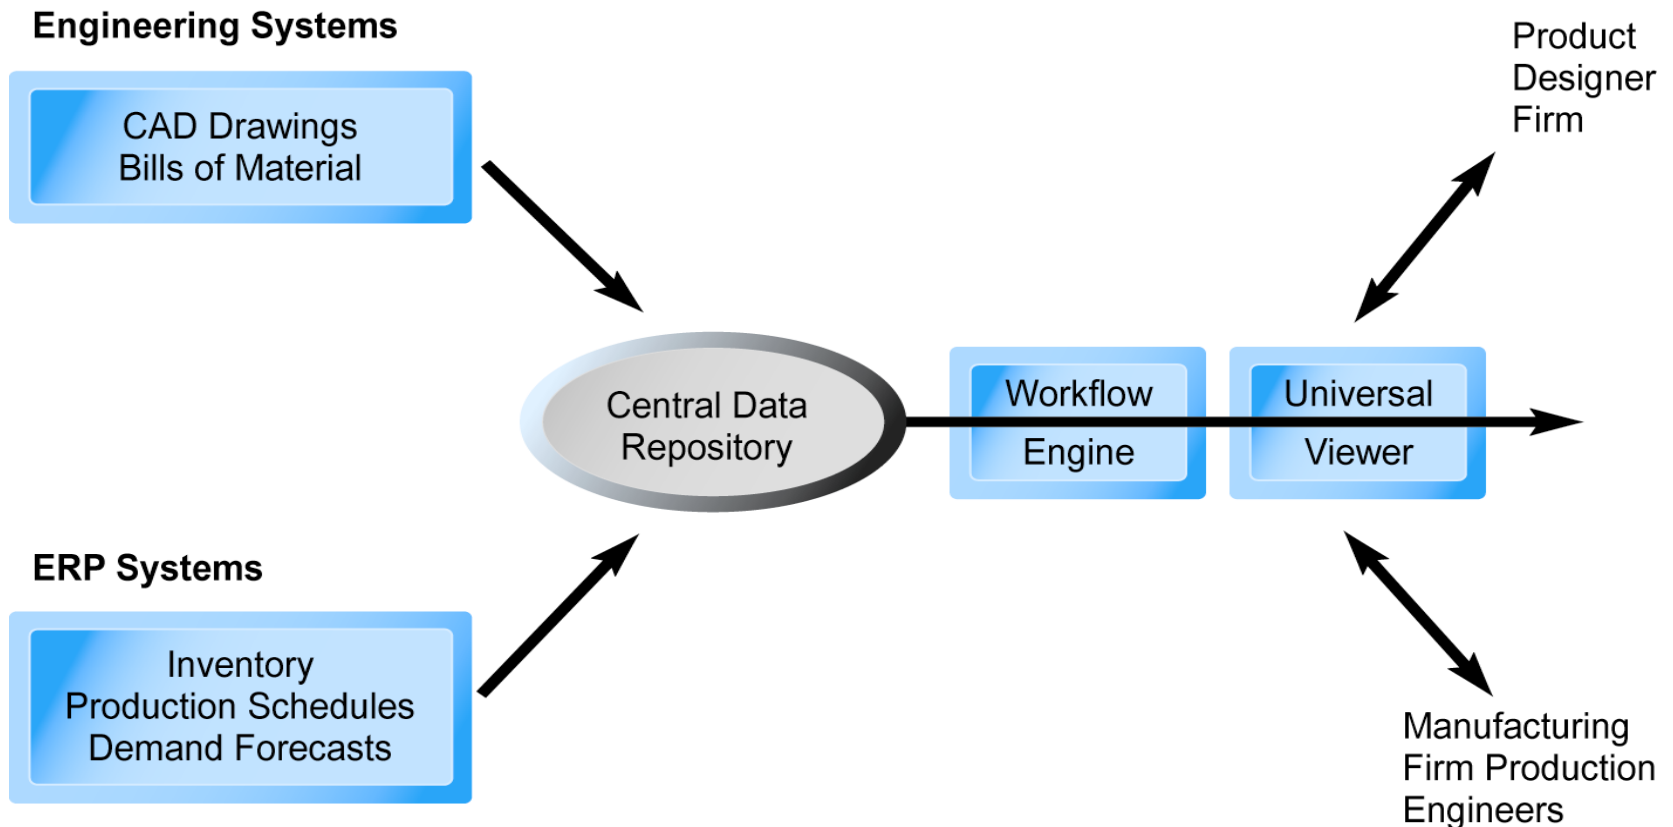 Engineering Systems
CAD Drawings
Bills of Material
Product
Designer
Firm
Central Data
Repository
Workflow
Engine
Universal
Viewer
ERP Systems
Inventory
Production Schedules
Demand Forecasts
Manufacturing
Firm Production
Engineers